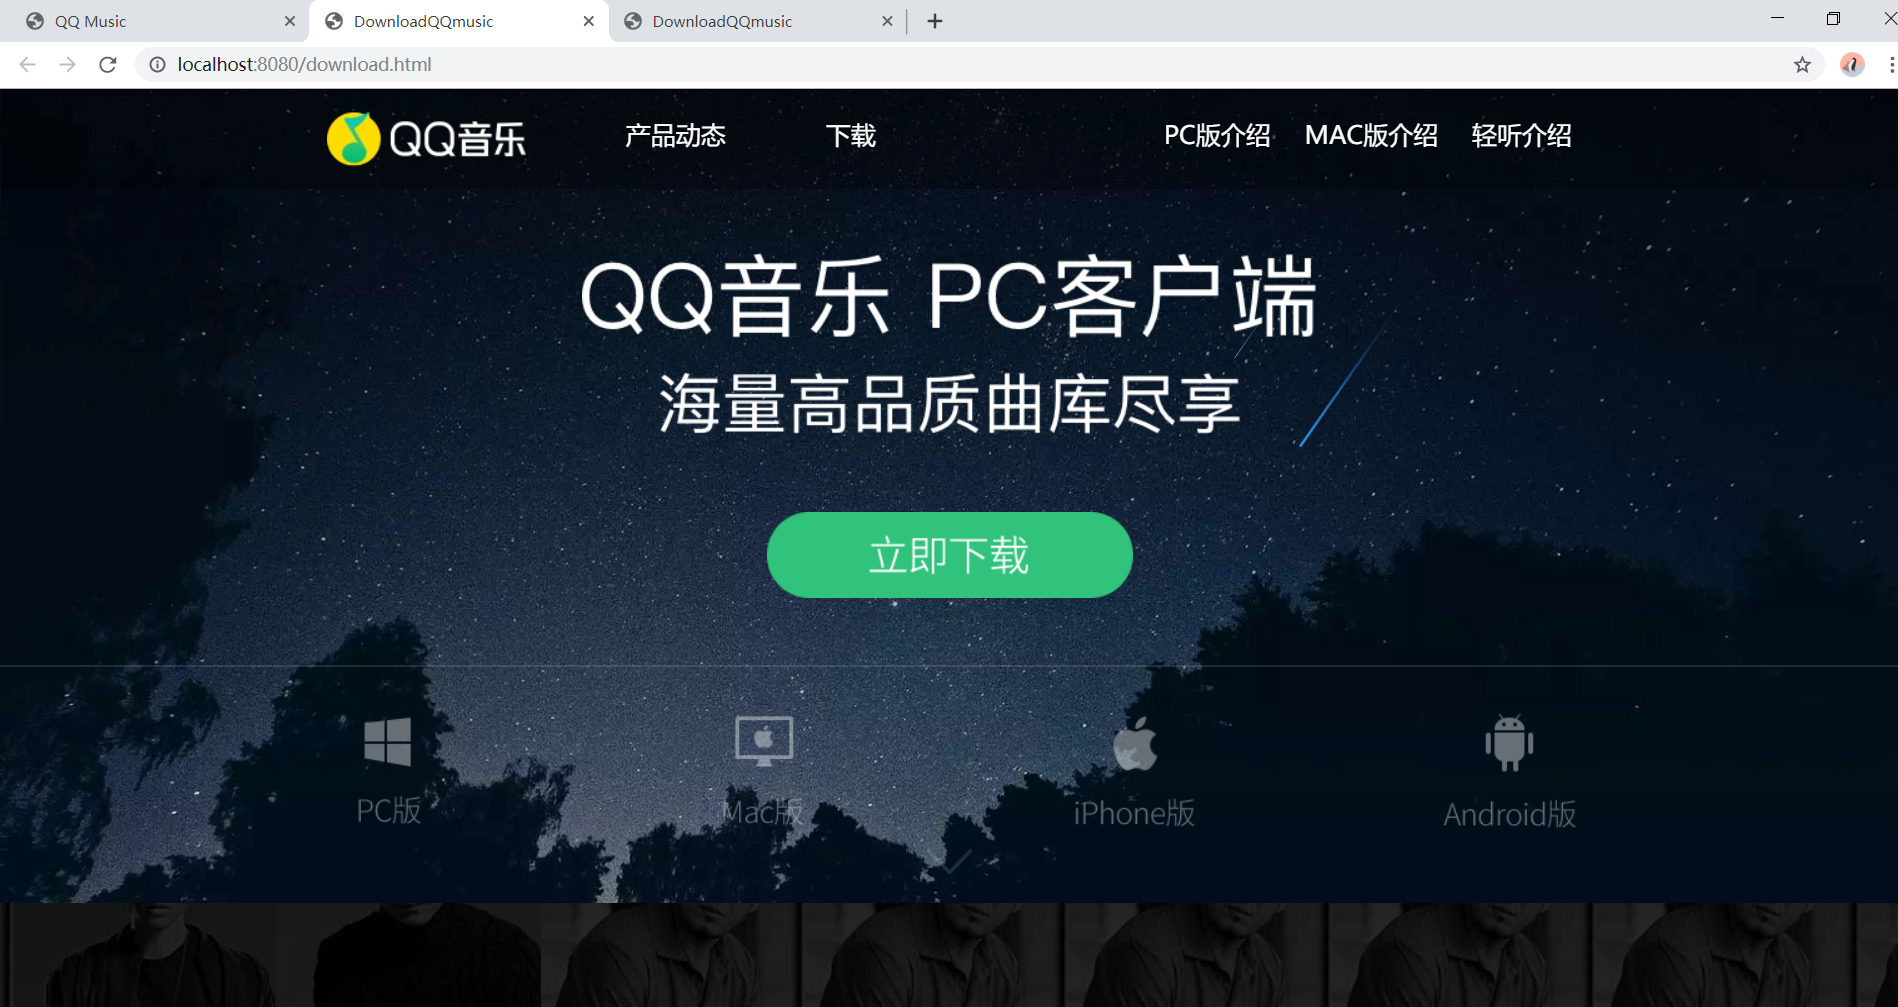 QQ Music
DownloadQQmusic
DownloadQQmusic
localhost:8080/download.html
QQ音乐
产品动态
下载
PC版介绍
MAC版介绍
轻听介绍
QQ音乐 PC客户端
海量高品质曲库尽享
立即下载
PC版
Mac版
iPhone版
Android版